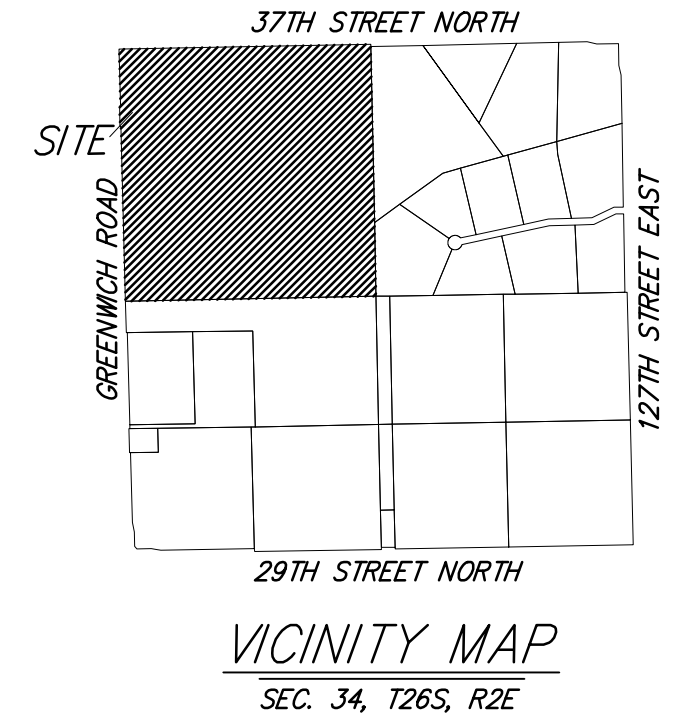 37TH STREET NORTH
SITE
GREENWICH ROAD
127TH STREET EAST
29TH STREET NORTH
VICINITY MAP
SEC. 34, T26S, R2E